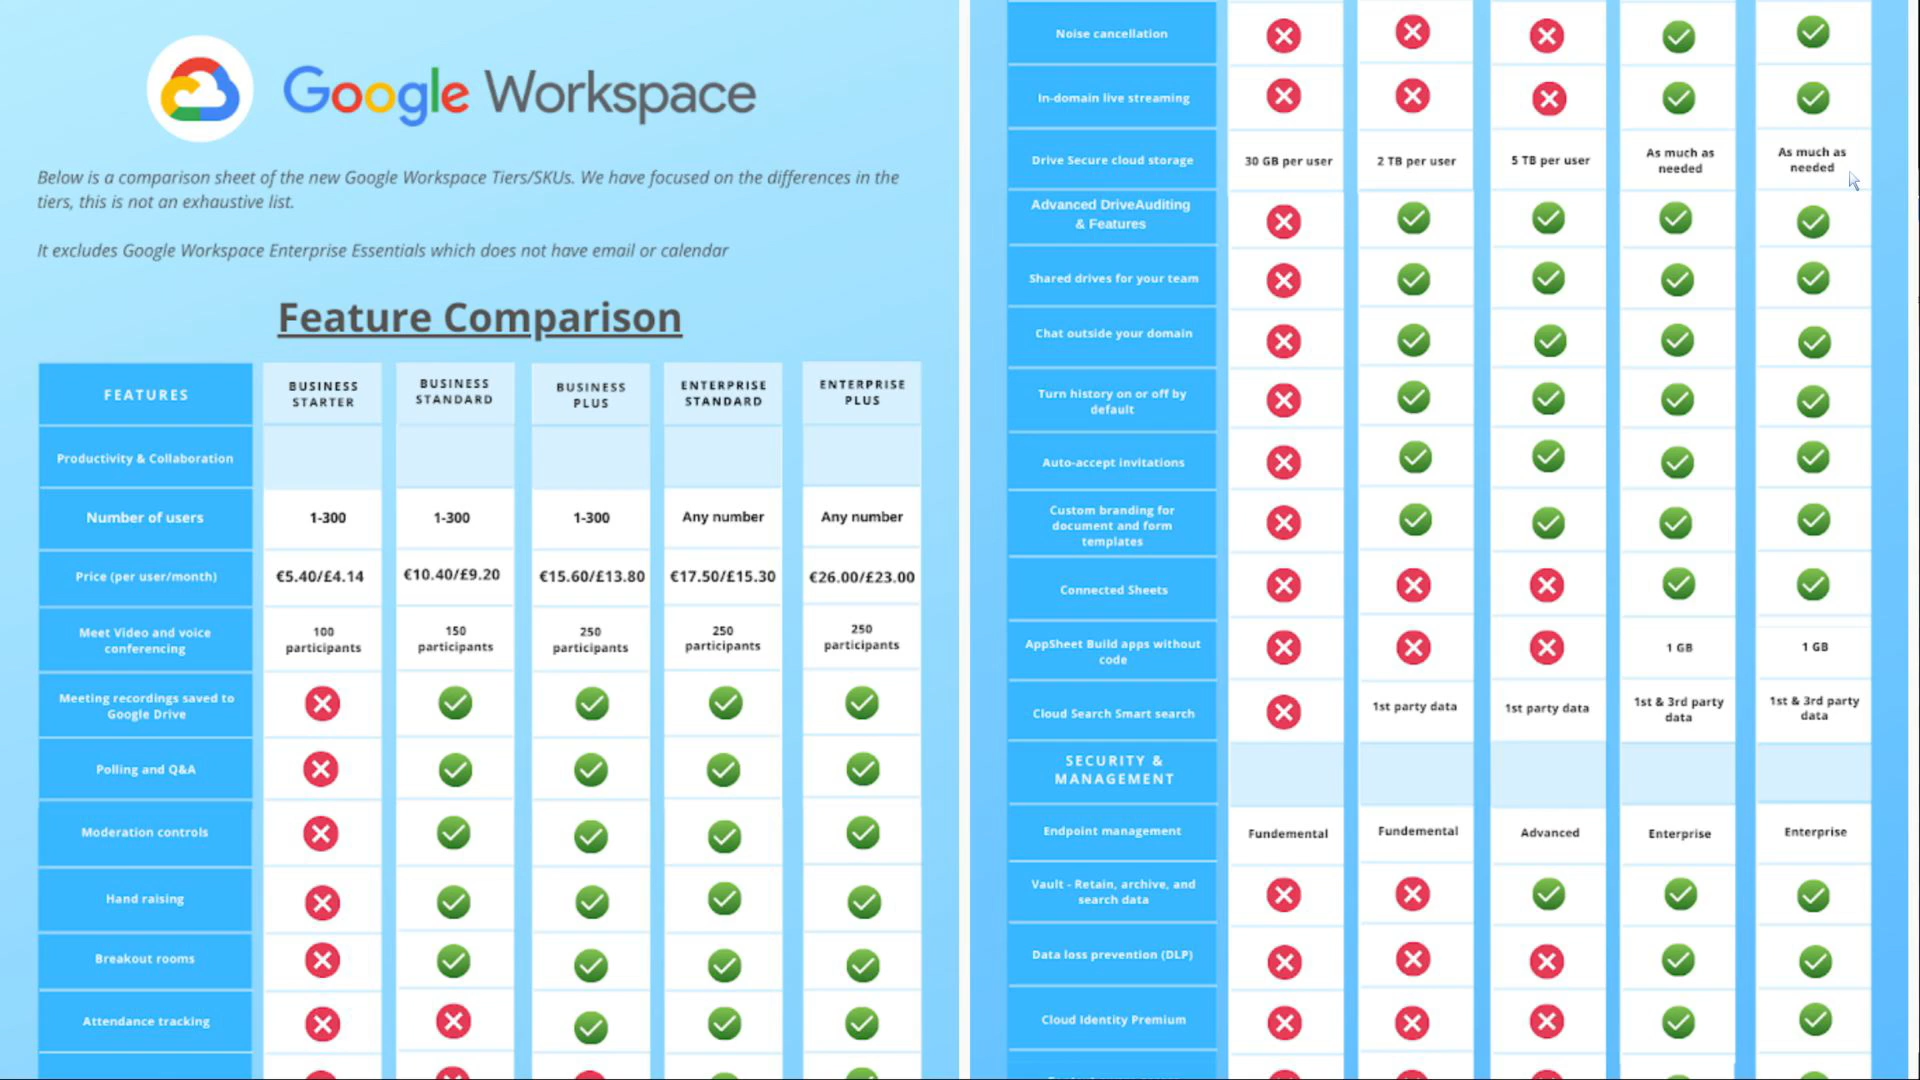 Google Workspace
Below is a comparison sheet of the new Google Workspace Tiers/SKUs. We have focused on the differences in the
tiers, this is not an exhaustive list.
It excludes Google Workspace Enterprise Essentials which does not have email or calendar
Feature Comparison
FEATURES
BUSINESS
STARTER
BUSINESS
STANDARD
BUSINESS
PLUS
ENTERPRISE
STANDARD
ENTERPRISE
PLUS
Productivity & Collaboration
Number of users
1-300
1-300
1-300
Any number
Any number
Price (per user/month)
€5.40/£4.14
€10.40/£9.20
€15.60/£13.80
€17.50/£15.30
€26.00/£23.00
Meet Video and voice
conferencing
100
participants
150
participants
250
participants
250
participants
250
participants
Meeting recordings saved to
Google Drive
Polling and Q&A
Moderation controls
Hand raising
Breakout rooms
Attendance tracking
Noise cancellation
In-domain live streaming
Drive Secure cloud storage
30 GB per user
2 TB per user
5 TB per user
As much as
needed
As much as
needed
Advanced DriveAuditing
& Features
Shared drives for your team
Chat outside your domain
Turn history on or off by
default
Auto-accept invitations
Custom branding for
document and form
templates
Connected Sheets
AppSheet Build apps without
code
1 GB
1 GB
Cloud Search Smart search
1st party data
1st party data
1st & 3rd party
data
1st & 3rd party
data
SECURITY &
MANAGEMENT
Endpoint management
Fundemental
Fundemental
Advanced
Enterprise
Enterprise
Vault - Retain, archive, and
search data
Data loss prevention (DLP)
Cloud Identity Premium